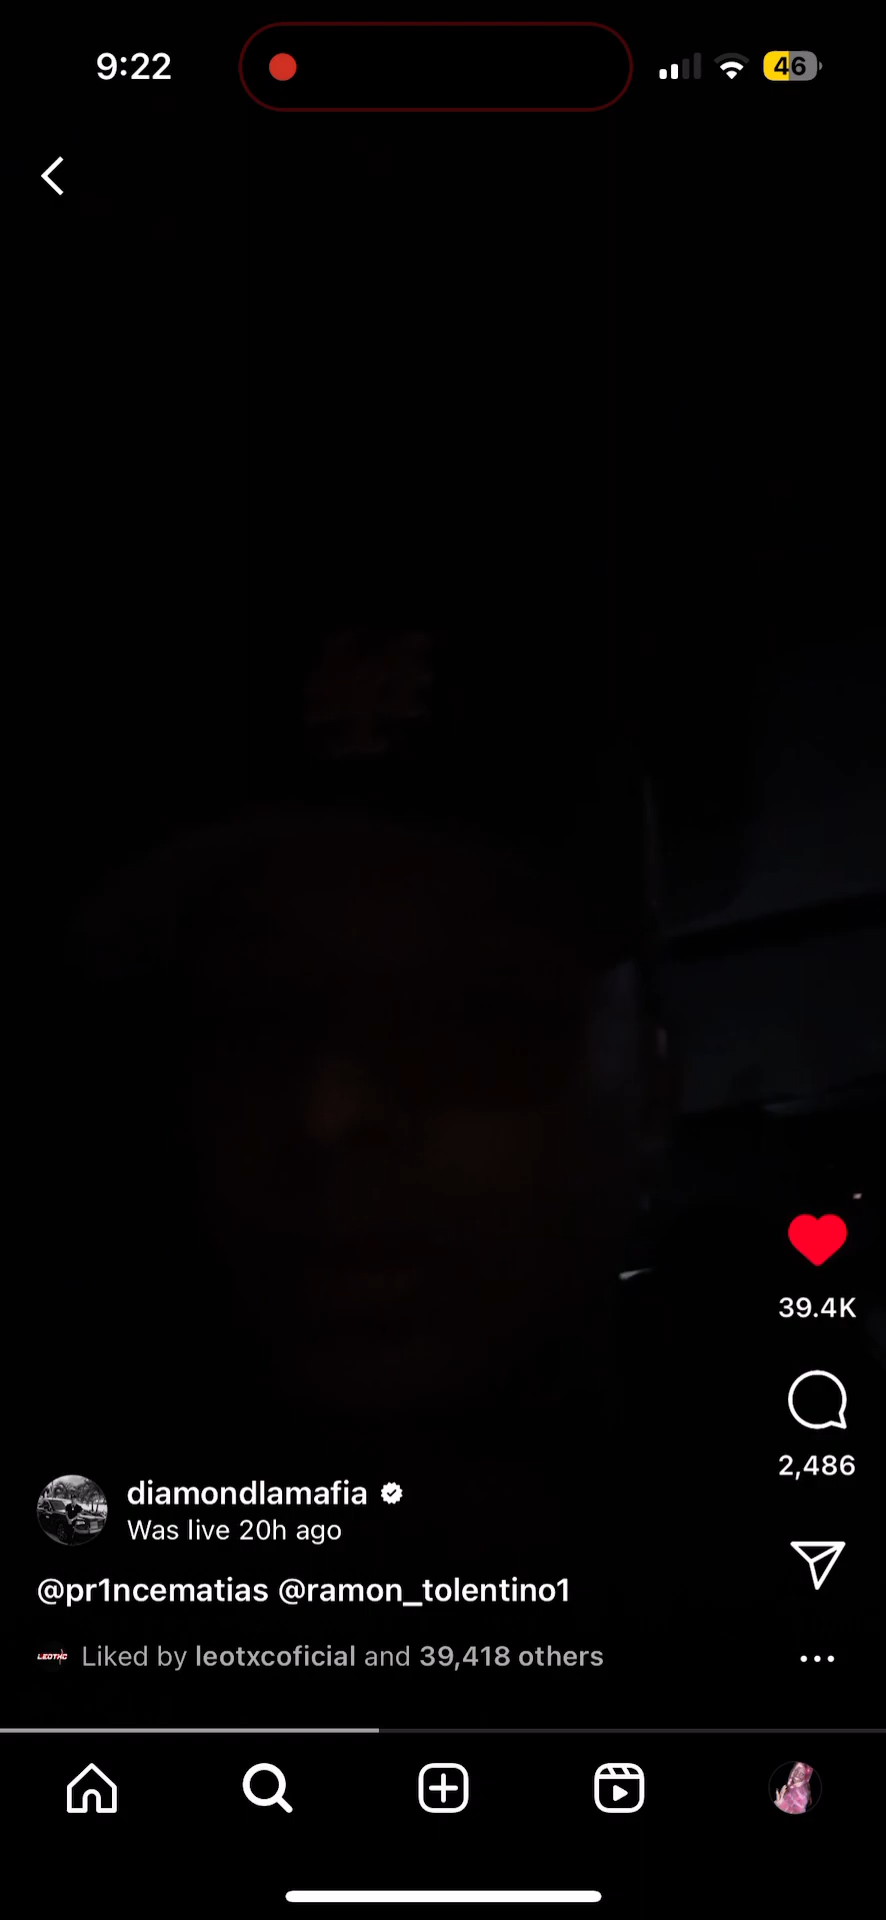 9:22
46
39.4K
2,486
diamondlamafia
Was live 20h ago
@pr1ncematias @ramon_tolentino1
LEOTXC
Liked by leotxcoficial and 39,418 others